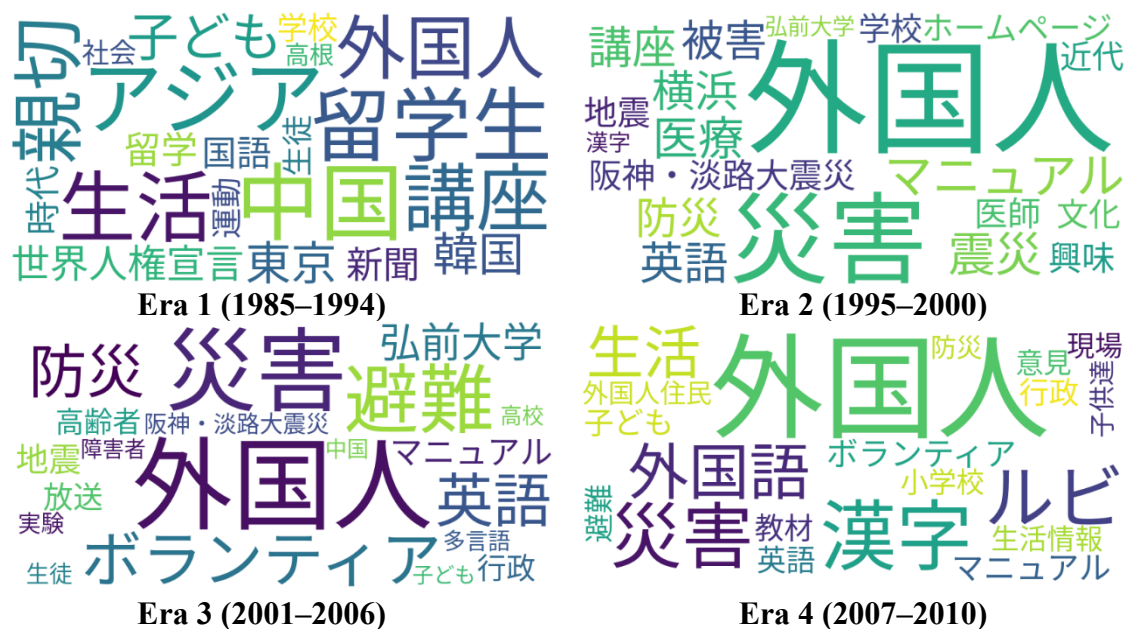 親切 社会 子ども 学校 高根 外国人
アジア 留学生
留学 国語 生徒
時代 生活 運動 中国 講座
世界人権宣言 東京 新聞 韓国
Era 1 (1985–1994)
講座 被害 弘前大学 学校 ホームページ
地震 横浜 外国人 近代
漢字 医療
阪神・淡路大震災 マニュアル
防災 災害 医師 文化
英語 震災 興味
Era 2 (1995–2000)
防災 災害 弘前大学
避難
高齢者 阪神・淡路大震災 高校
地震 障害者 外国人 中国 マニュアル
放送 英語
実験 ボランティア 多言語
生徒 子ども 行政
Era 3 (2001–2006)
生活 外国人 防災 意見 現場
外国人住民 行政 子供達
子ども
外国語 ボランティア ルビ
避難 災害 教材 漢字 小学校
英語 生活情報
マニュアル
Era 4 (2007–2010)